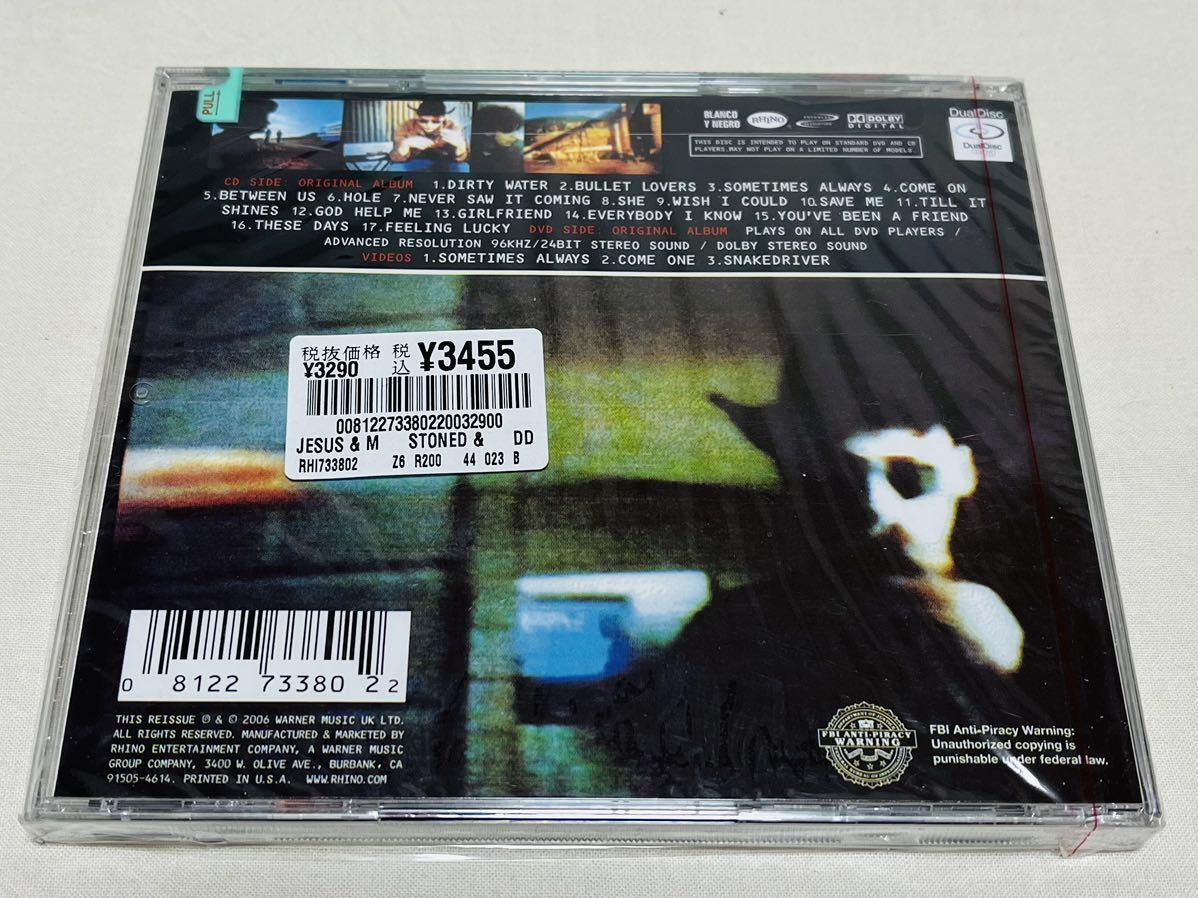 PULL
BLANCO
Y NEGRO
RHINO
DOLBY
DIGITAL
DualDisc
DualDisc
THIS DISC IS INTENDED TO PLAY ON STANDARD DVD AND CD
PLAYERS.MAY NOT PLAY ON A LIMITED NUMBER OF MODELS.
CD SIDE: ORIGINAL ALBUM 1.DIRTY WATER 2.BULLET LOVERS 3.SOMETIMES ALWAYS 4.COME ON
5.BETWEEN US 6.HOLE 7.NEVER SAW IT COMING 8.SHE 9.WISH I COULD 10.SAVE ME 11.TILL IT
SHINES 12.GOD HELP ME 13.GIRLFRIEND 14.EVERYBODY I KNOW 15.YOU'VE BEEN A FRIEND
16.THESE DAYS 17.FEELING LUCKY DVD SIDE: ORIGINAL ALBUM PLAYS ON ALL DVD PLAYERS /
ADVANCED RESOLUTION 96KHZ/24BIT STEREO SOUND / DOLBY STEREO SOUND
VIDEOS 1.SOMETIMES ALWAYS 2.COME ONE 3.SNAKEDRIVER
税抜価格 税込 ¥3455
¥3290
00812273380220032900
JESUS & M STONED & DD
RHI733802 Z6 R200 44 023 B
0 81227 33802 2
THIS REISSUE ℗ & © 2006 WARNER MUSIC UK LTD.
ALL RIGHTS RESERVED. MANUFACTURED & MARKETED BY
RHINO ENTERTAINMENT COMPANY, A WARNER MUSIC
GROUP COMPANY, 3400 W. OLIVE AVE., BURBANK, CA
91505-4614. PRINTED IN U.S.A. WWW.RHINO.COM
FBI ANTI-PIRACY
WARNING
FBI Anti-Piracy Warning:
Unauthorized copying is
punishable under federal law.